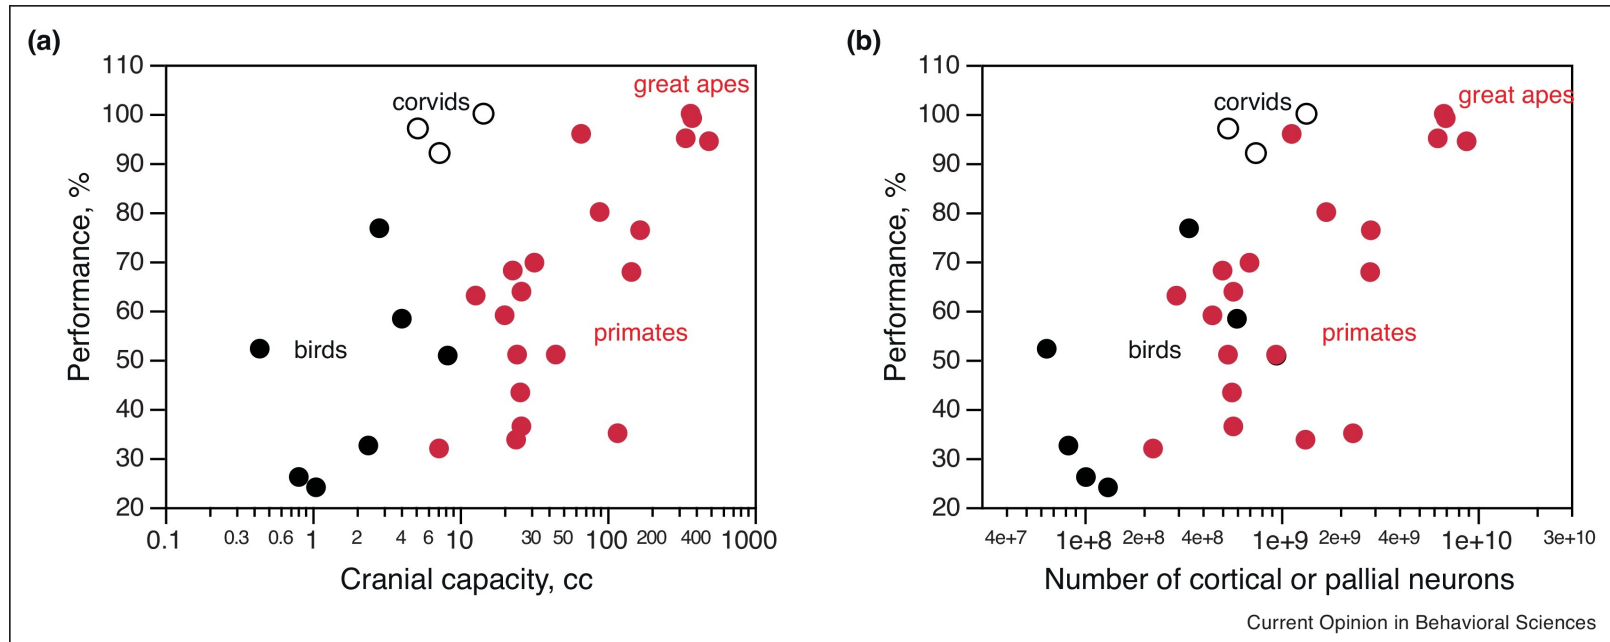 (a)
110
100
90
80
70
60
50
40
30
20
Performance, %
corvids
great apes
birds
primates
0.1 0.3 0.6 1 2 4 6 10 30 50 100 200 400 1000
Cranial capacity, cc
(b)
110
100
90
80
70
60
50
40
30
20
Performance, %
corvids
great apes
birds
primates
4e+7 1e+8 2e+8 4e+8 1e+9 2e+9 4e+9 1e+10 3e+10
Number of cortical or pallial neurons
Current Opinion in Behavioral Sciences